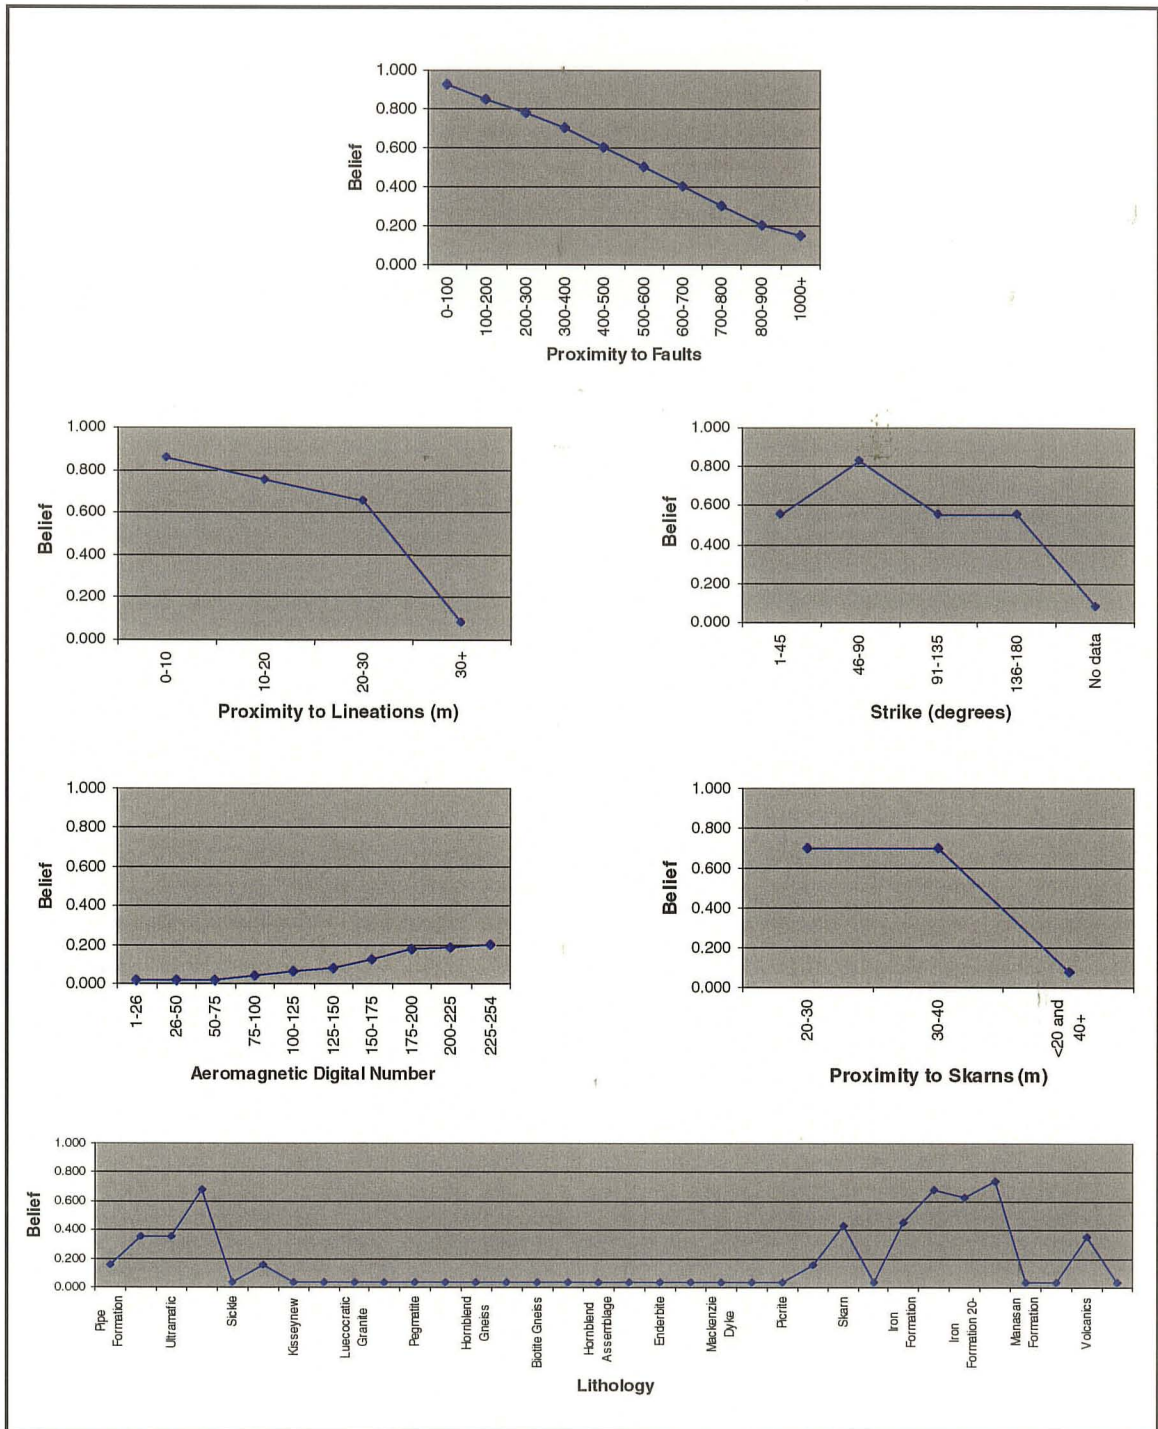 1.000
0.800
0.600
0.400
0.200
0.000
Belief
0-100
100-200
200-300
300-400
400-500
500-600
600-700
700-800
800-900
1000+
Proximity to Faults
1.000
0.800
0.600
0.400
0.200
0.000
Belief
0-10
10-20
20-30
30+
Proximity to Lineations (m)
1.000
0.800
0.600
0.400
0.200
0.000
Belief
1-45
46-90
91-135
136-180
No data
Strike (degrees)
1.000
0.800
0.600
0.400
0.200
0.000
Belief
1-26
26-50
50-75
75-100
100-125
125-150
150-175
175-200
200-225
225-254
Aeromagnetic Digital Number
1.000
0.800
0.600
0.400
0.200
0.000
Belief
20-30
30-40
<20 and
40+
Proximity to Skarns (m)
1.000
0.800
0.600
0.400
0.200
0.000
Belief
Pipe
Formation
Ultramafic
Sickle
Kisseynew
Luecocratic
Granite
Pegmatite
Hornblend
Gneiss
Biotite Gneiss
Hornblend
Assemblage
Enderbite
Mackenzie
Dyke
Picrite
Skarn
Iron
Formation
Iron
Formation 20-
Manasan
Formation
Volcanics
Lithology